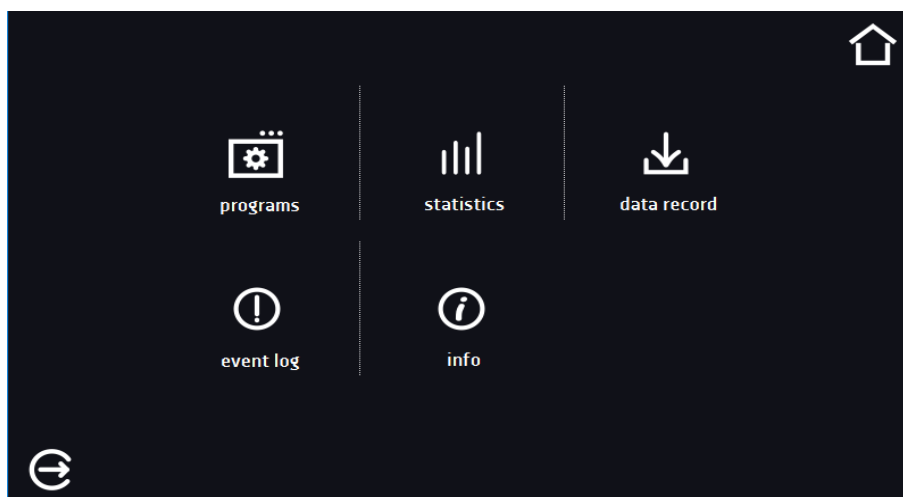 programs
statistics
data record
event log
info